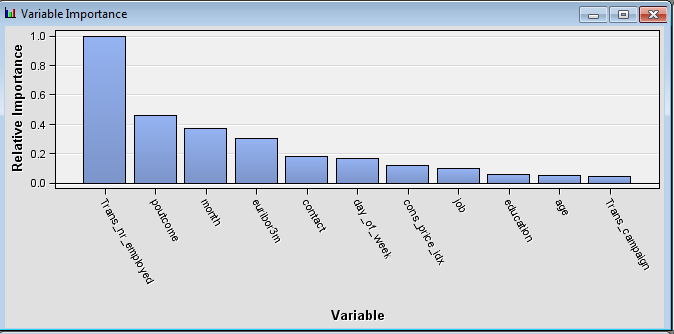 Variable Importance
Relative Importance
1.0
0.8
0.6
0.4
0.2
0.0
Trans_nr_employed
poutcome
month
euribor3m
contact
day_of_week
cons_price_idx
job
education
age
Trans_campaign
Variable